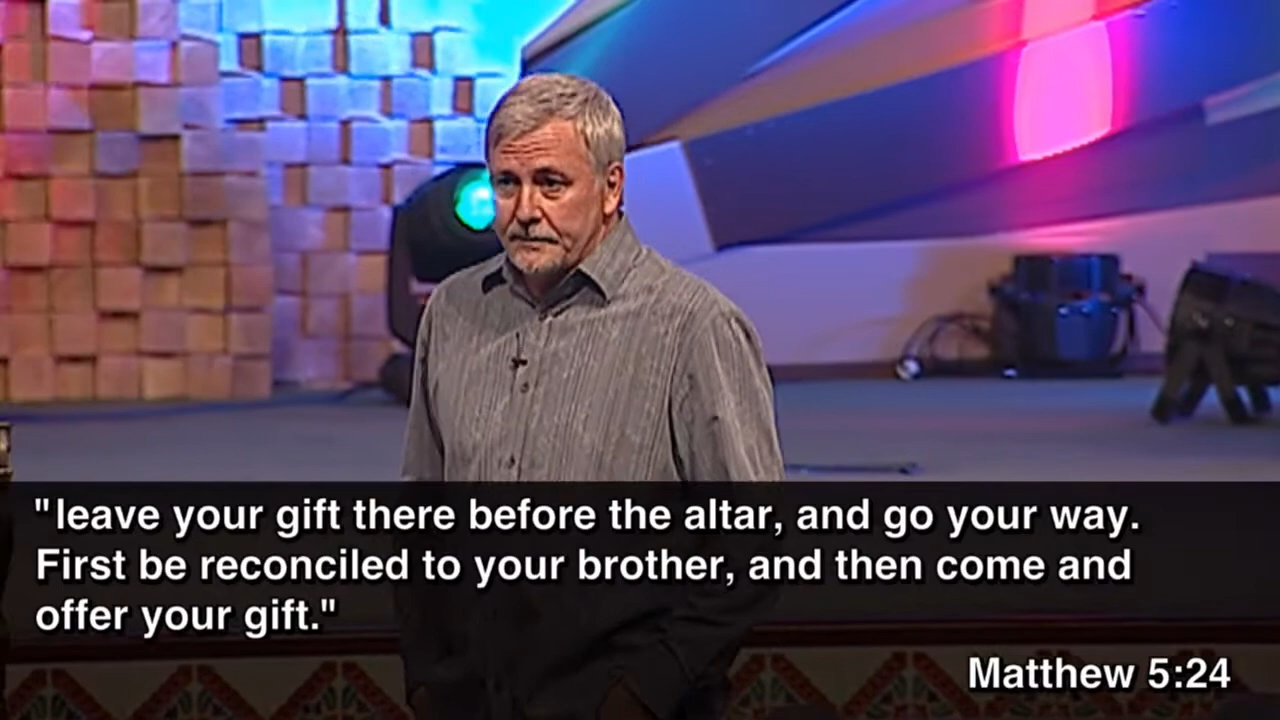 "leave your gift there before the altar, and go your way.
First be reconciled to your brother, and then come and
offer your gift."
Matthew 5:24